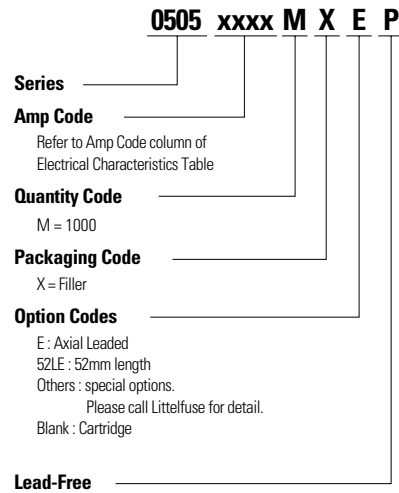 0505 xxxx M X E P
Series
Amp Code
Refer to Amp Code column of
Electrical Characteristics Table
Quantity Code
M = 1000
Packaging Code
X = Filler
Option Codes
E : Axial Leaded
52LE : 52mm length
Others : special options.
Please call Littelfuse for detail.
Blank : Cartridge
Lead-Free